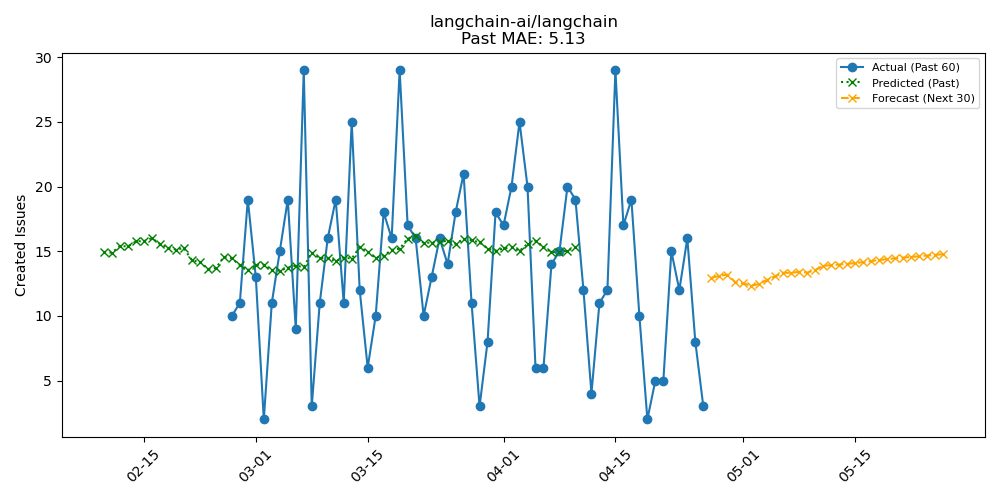 langchain-ai/langchain
Past MAE: 5.13
Created Issues
30
25
20
15
10
5
Actual (Past 60)
Predicted (Past)
Forecast (Next 30)
02-15
03-01
03-15
04-01
04-15
05-01
05-15